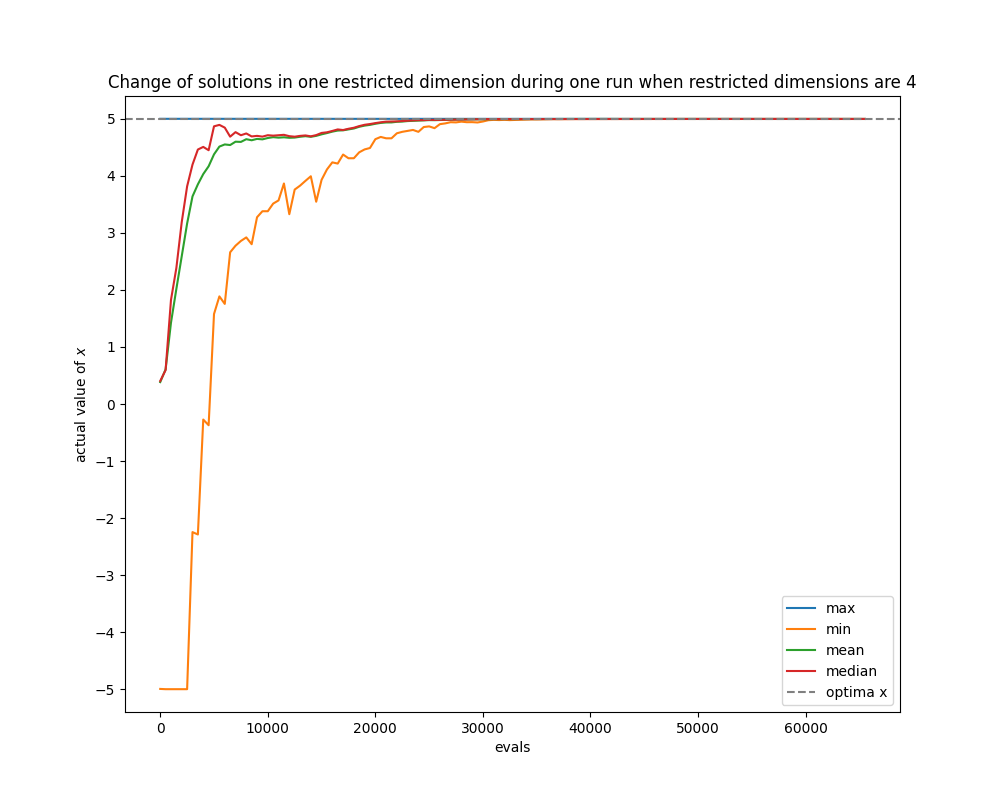 Change of solutions in one restricted dimension during one run when restricted dimensions are 4
5
4
3
2
1
0
−1
−2
−3
−4
−5
actual value of x
0 10000 20000 30000 40000 50000 60000
evals
max
min
mean
median
optima x